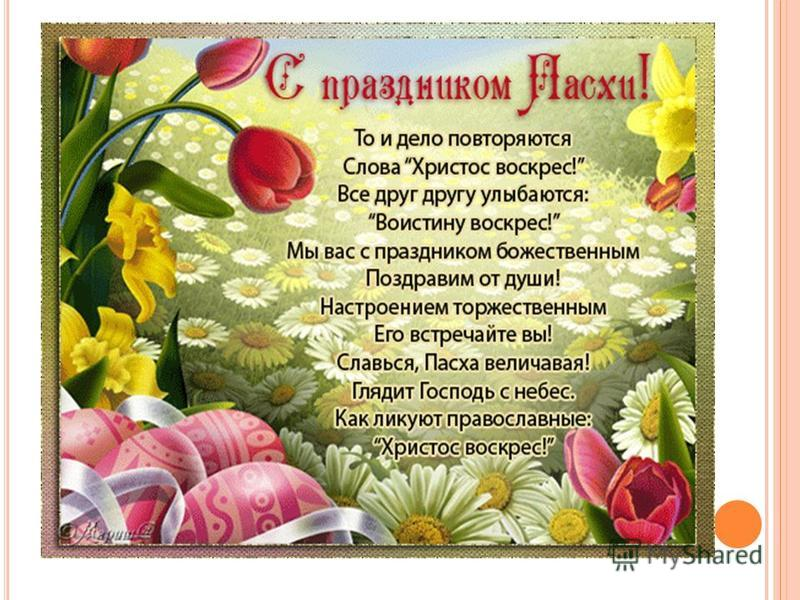 С праздником Пасхи!
То и дело повторяются
Слова “Христос воскрес!”
Все друг другу улыбаются:
“Воистину воскрес!”
Мы вас с праздником божественным
Поздравим от души!
Настроением торжественным
Его встречайте вы!
Славься, Пасха величавая!
Глядит Господь с небес.
Как ликуют православные:
“Христос воскрес!”
MyShared